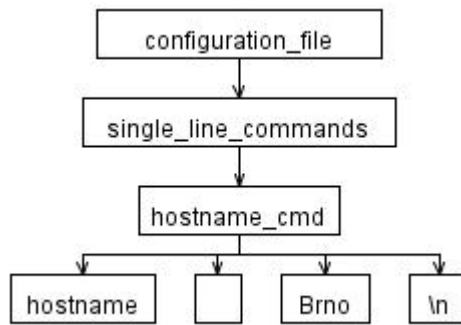 configuration_file
single_line_commands
hostname_cmd
hostname
Brno
\n